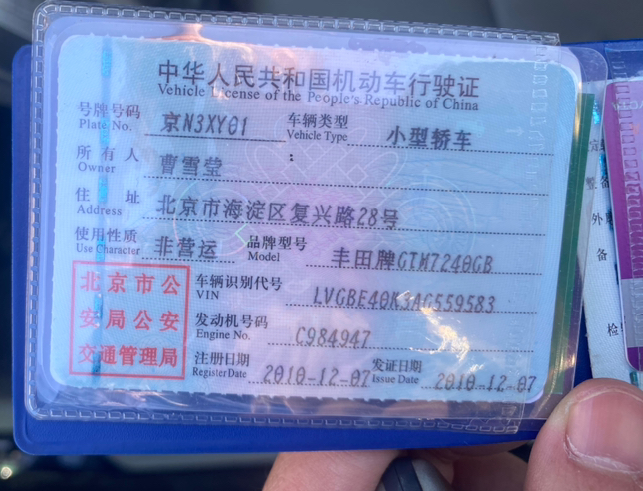 中华人民共和国机动车行驶证
Vehicle License of the People's Republic of China
号牌号码 京N3XY01 车辆类型 小型轿车
Plate No. Vehicle Type
所有人 曹雪莹
Owner
住址 北京市海淀区复兴路28号
Address
使用性质 非营运 品牌型号 丰田牌GTM7240GB
Use Character Model
北京市公
安局公安
交通管理局
车辆识别代号 LVGBE40K3AG559583
VIN
发动机号码 C984947
Engine No.
注册日期 2010-12-07 发证日期 2010-12-07
Register Date Issue Date
备
外
备
检